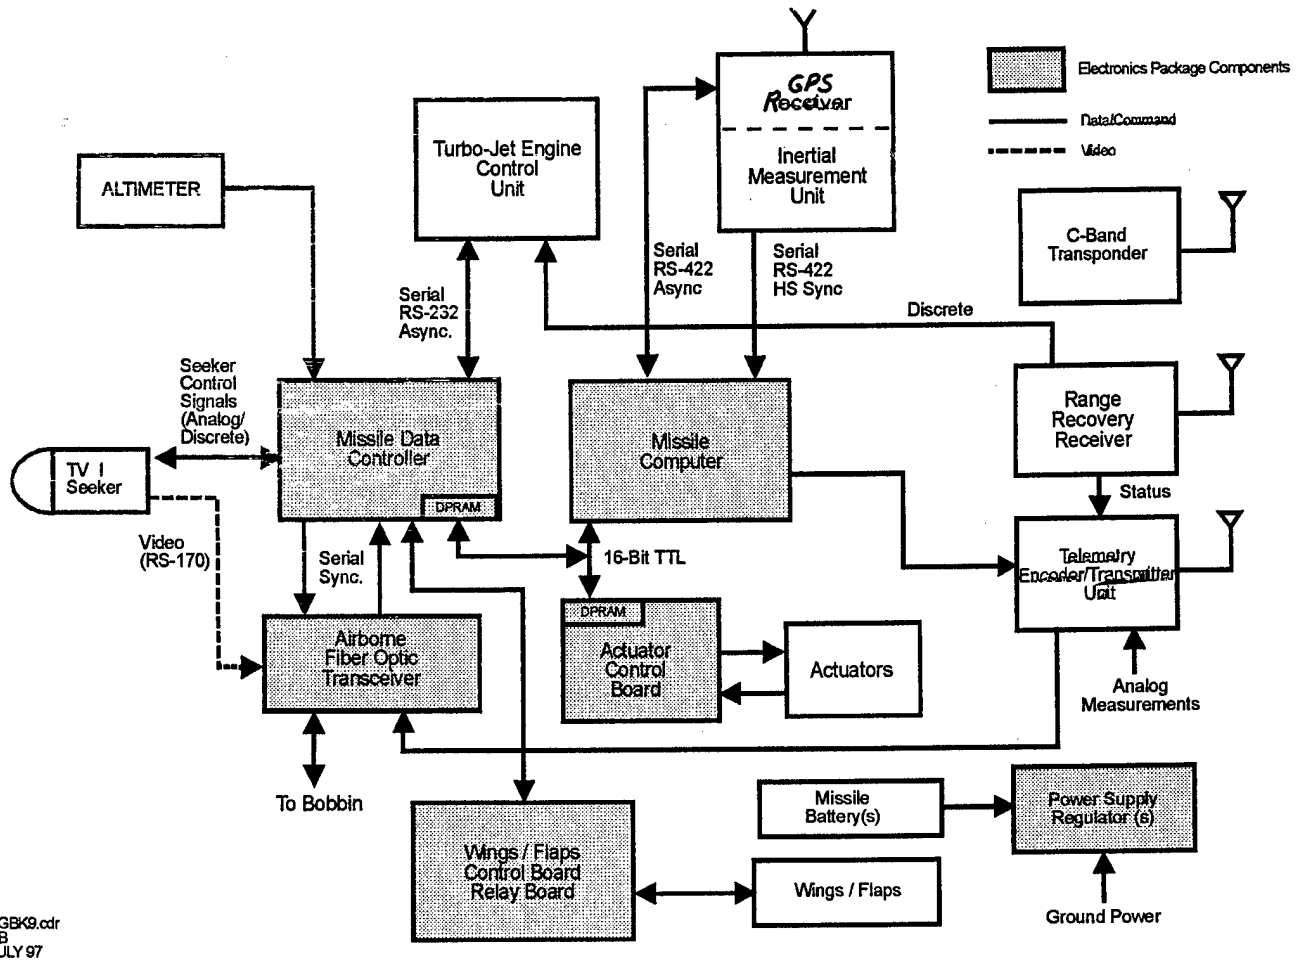 GPS
Receiver
Inertial
Measurement
Unit
Electronics Package Components
Data/Command
Video
Turbo-Jet Engine
Control
Unit
ALTIMETER
C-Band
Transponder
Serial
RS-422
Async
Serial
RS-422
HS Sync
Serial
RS-232
Async.
Discrete
Seeker
Control
Signals
(Analog/
Discrete)
Missile Data
Controller
DPRAM
Missile
Computer
Range
Recovery
Receiver
Status
TV I
Seeker
Video
(RS-170)
Serial
Sync.
16-Bit TTL
Telemetry
Encoder/Transmitter
Unit
DPRAM
Actuator
Control
Board
Actuators
Airborne
Fiber Optic
Transceiver
Analog
Measurements
To Bobbin
Missile
Battery(s)
Power Supply
Regulator (s)
Wings / Flaps
Control Board
Relay Board
Wings / Flaps
Ground Power
GBK9.cdr
B
ULY 97